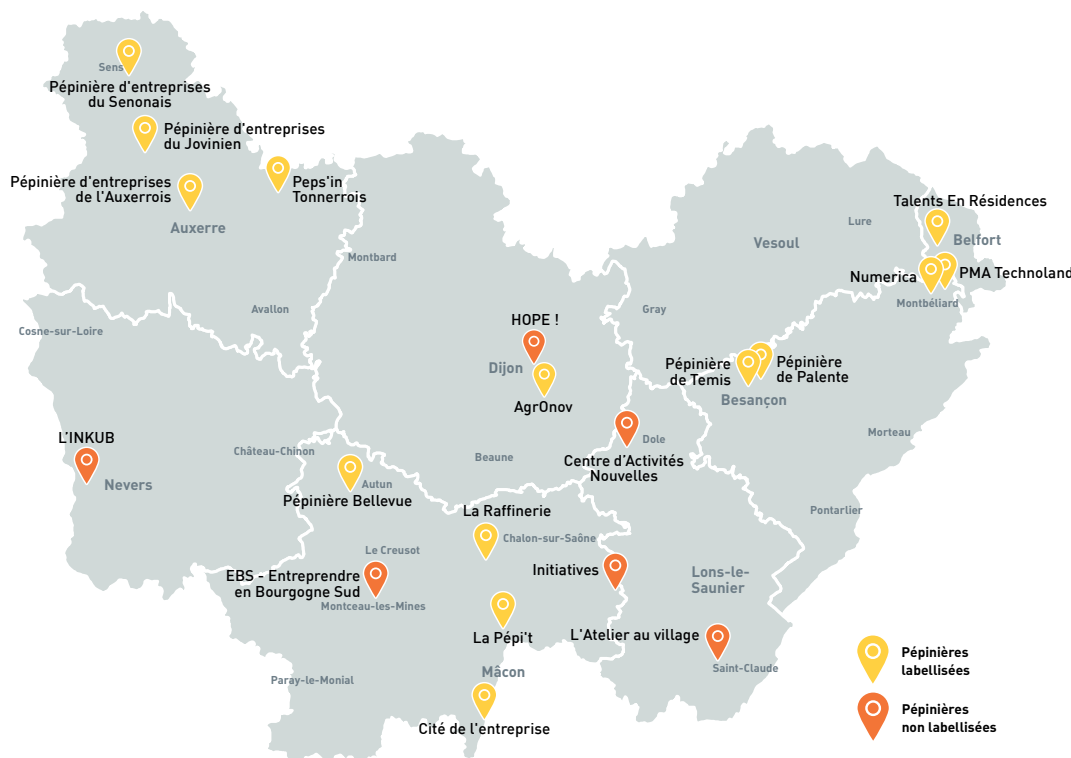 Sens
Pépinière d'entreprises
du Senonais
Pépinière d'entreprises
du Jovinien
Pépinière d'entreprises
de l'Auxerrois
Peps'in
Tonnerrois
Auxerre
Talents En Résidences
Lure
Belfort
Vesoul
Montbard
Numerica
PMA Technoland
Montbéliard
Avallon
Gray
Cosne-sur-Loire
HOPE !
Dijon
Pépinière
de Temis
Pépinière
de Palente
AgrOnov
Besançon
L'INKUB
Morteau
Dole
Château-Chinon
Beaune
Centre d'Activités
Nouvelles
Nevers
Autun
Pépinière Bellevue
La Raffinerie
Pontarlier
Chalon-sur-Saône
Le Creusot
EBS - Entreprendre
en Bourgogne Sud
Initiatives
Lons-le-
Saunier
Montceau-les-Mines
La Pépi't
L'Atelier au village
Saint-Claude
Mâcon
Paray-le-Monial
Cité de l'entreprise
Pépinières
labellisées
Pépinières
non labellisées